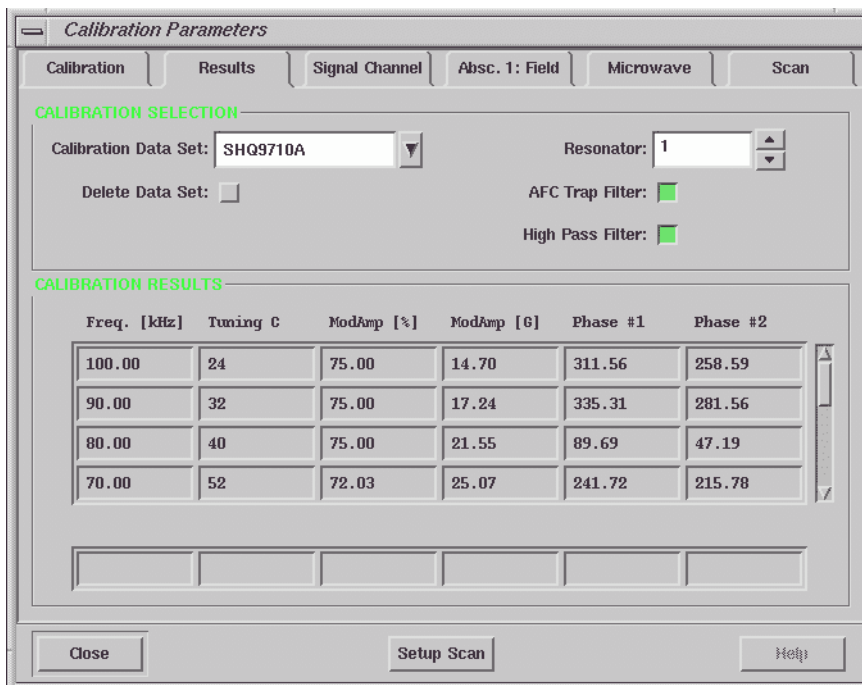 Calibration Parameters
Calibration Results Signal Channel Absc. 1: Field Microwave Scan
CALIBRATION SELECTION
Calibration Data Set: SHQ9710A Resonator: 1
Delete Data Set: AFC Trap Filter:
High Pass Filter:
CALIBRATION RESULTS
Freq. [kHz] Tuning C ModAmp [%] ModAmp [G] Phase #1 Phase #2
100.00 24 75.00 14.70 311.56 258.59
90.00 32 75.00 17.24 335.31 281.56
80.00 40 75.00 21.55 89.69 47.19
70.00 52 72.03 25.07 241.72 215.78
Close Setup Scan Help